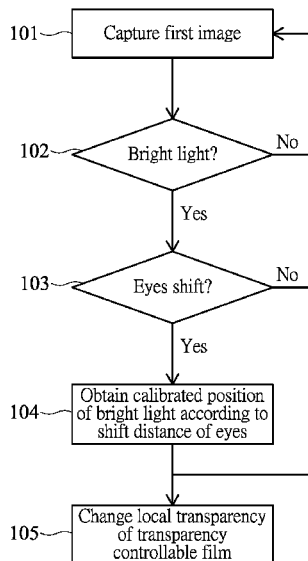 101
Capture first image
102
Bright light?
No
Yes
103
Eyes shift?
No
Yes
104
Obtain calibrated position
of bright light according to
shift distance of eyes
105
Change local transparency
of transparency
controllable film